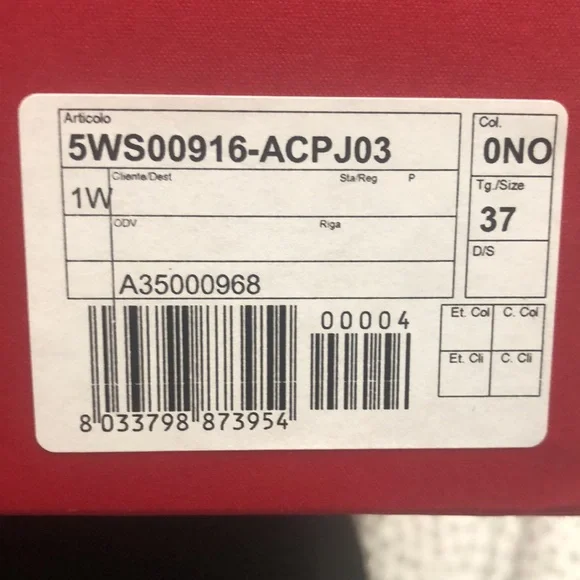 Articolo
5WS00916-ACPJ03
Col.
0NO
Cliente/Dest
Sta/Reg
P
1W
Tg./Size
37
ODV
Riga
D/S
A35000968
00004
Et. Col
C. Col
Et. Cli
C. Cli
8 033798 873954